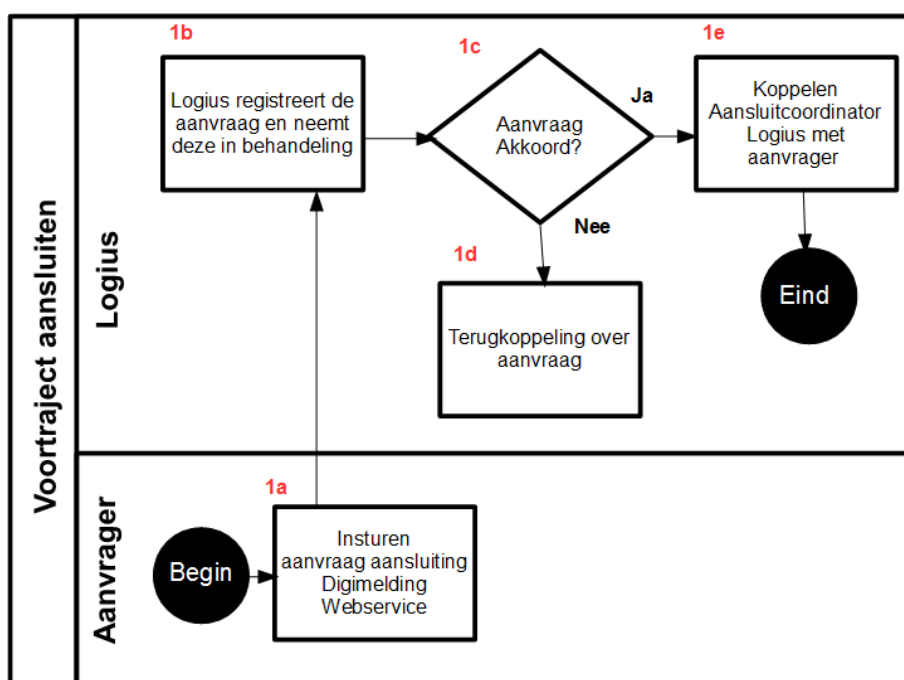 Voortraject aansluiten
Logius
1b
Logius registreert de
aanvraag en neemt
deze in behandeling
1c
Aanvraag
Akkoord?
Ja
Nee
1e
Koppelen
Aansluitcoordinator
Logius met
aanvrager
Eind
1d
Terugkoppeling over
aanvraag
Aanvrager
Begin
1a
Insturen
aanvraag aansluiting
Digimelding
Webservice